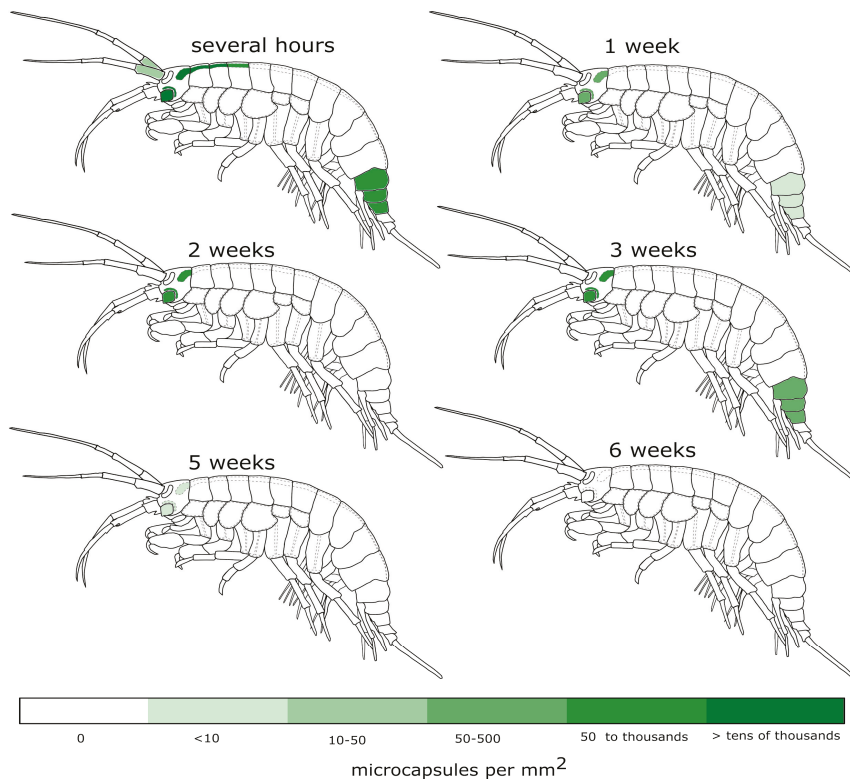 several hours
1 week
2 weeks
3 weeks
5 weeks
6 weeks
0 <10 10-50 50-500 50 to thousands > tens of thousands
microcapsules per mm²